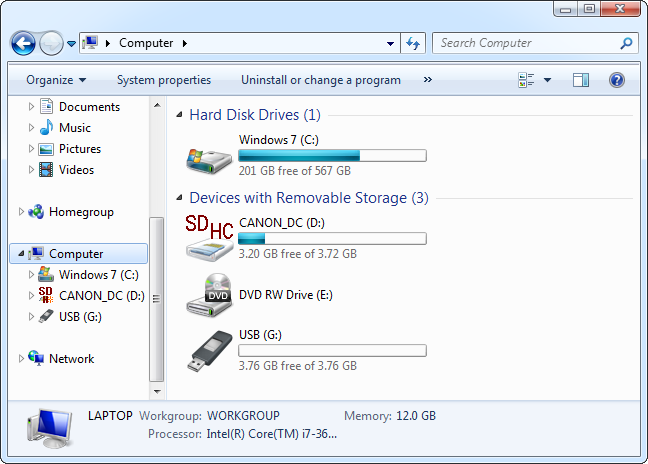 Computer
Search Computer
Organize
System properties
Uninstall or change a program
»
Documents
Music
Pictures
Videos
Homegroup
Computer
Windows 7 (C:)
CANON_DC (D:)
USB (G:)
Network
Hard Disk Drives (1)
Windows 7 (C:)
201 GB free of 567 GB
Devices with Removable Storage (3)
SDHC
CANON_DC (D:)
3.20 GB free of 3.72 GB
DVD
DVD RW Drive (E:)
USB (G:)
3.76 GB free of 3.76 GB
LAPTOP Workgroup: WORKGROUP Memory: 12.0 GB
Processor: Intel(R) Core(TM) i7-36...